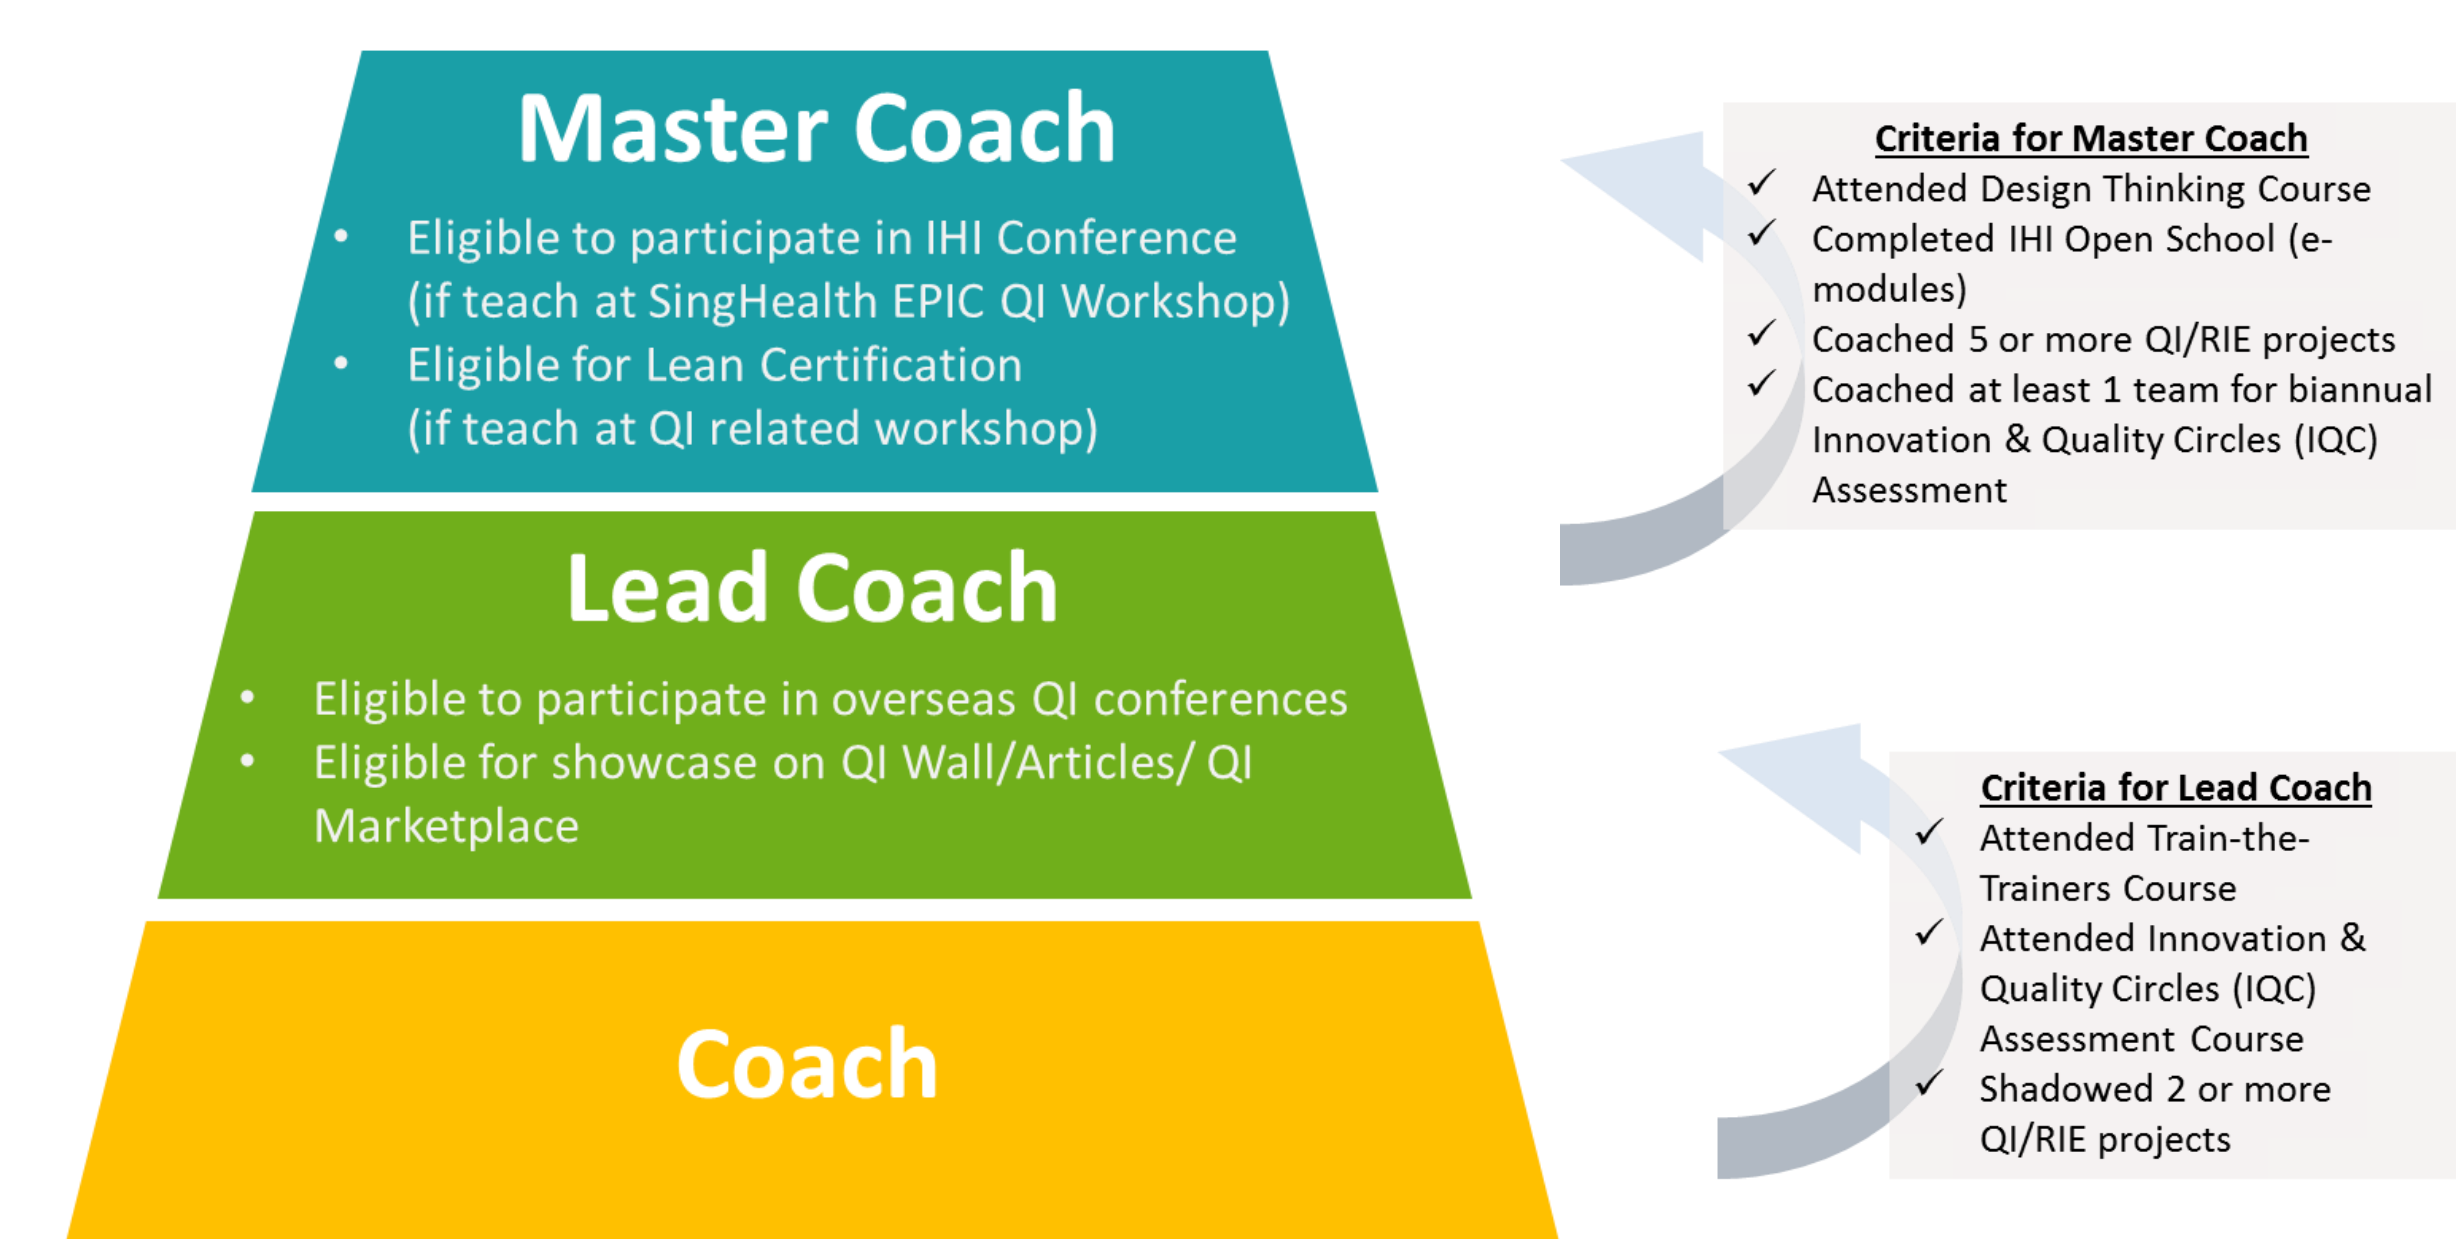 Master Coach
• Eligible to participate in IHI Conference
(if teach at SingHealth EPIC QI Workshop)
• Eligible for Lean Certification
(if teach at QI related workshop)
Criteria for Master Coach
✓ Attended Design Thinking Course
✓ Completed IHI Open School (e-
modules)
✓ Coached 5 or more QI/RIE projects
✓ Coached at least 1 team for biannual
Innovation & Quality Circles (IQC)
Assessment
Lead Coach
• Eligible to participate in overseas QI conferences
• Eligible for showcase on QI Wall/Articles/ QI
Marketplace
Criteria for Lead Coach
✓ Attended Train-the-
Trainers Course
✓ Attended Innovation &
Quality Circles (IQC)
Assessment Course
✓ Shadowed 2 or more
QI/RIE projects
Coach